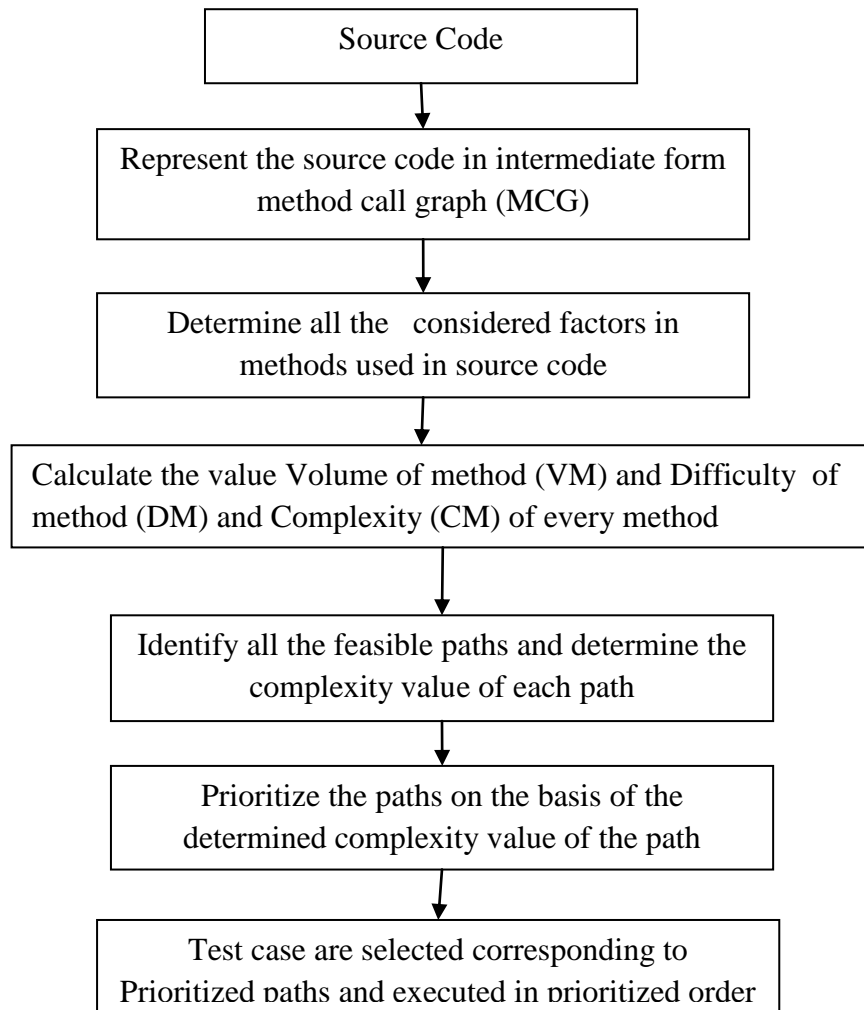 Source Code
Represent the source code in intermediate form
method call graph (MCG)
Determine all the considered factors in
methods used in source code
Calculate the value Volume of method (VM) and Difficulty of
method (DM) and Complexity (CM) of every method
Identify all the feasible paths and determine the
complexity value of each path
Prioritize the paths on the basis of the
determined complexity value of the path
Test case are selected corresponding to
Prioritized paths and executed in prioritized order